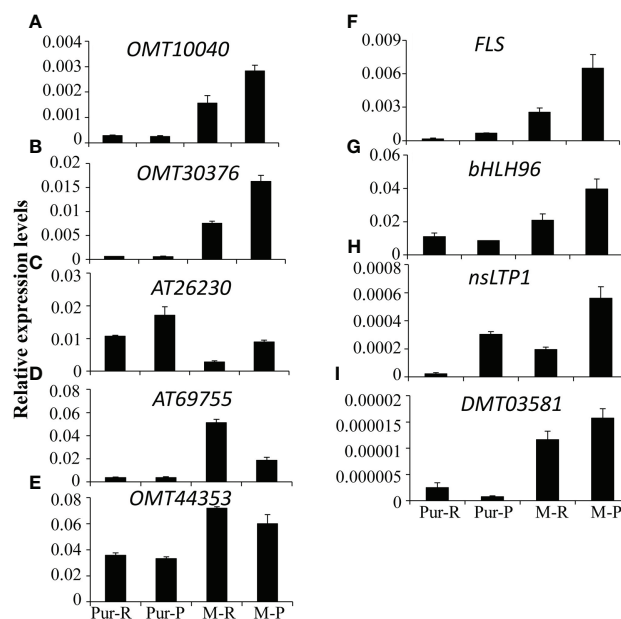 A
OMT10040
0.004
0.003
0.002
0.001
0
B
OMT30376
0.02
0.015
0.01
0.005
0
C
AT26230
0.03
0.02
0.01
0
D
AT69755
0.08
0.06
0.04
0.02
0
E
OMT44353
0.08
0.06
0.04
0.02
0
Pur-R Pur-P M-R M-P
Relative expression levels
F
FLS
0.009
0.006
0.003
0
G
bHLH96
0.06
0.04
0.02
0
H
nsLTP1
0.0008
0.0006
0.0004
0.0002
0
I
DMT03581
0.00002
0.000015
0.00001
0.000005
0
Pur-R Pur-P M-R M-P